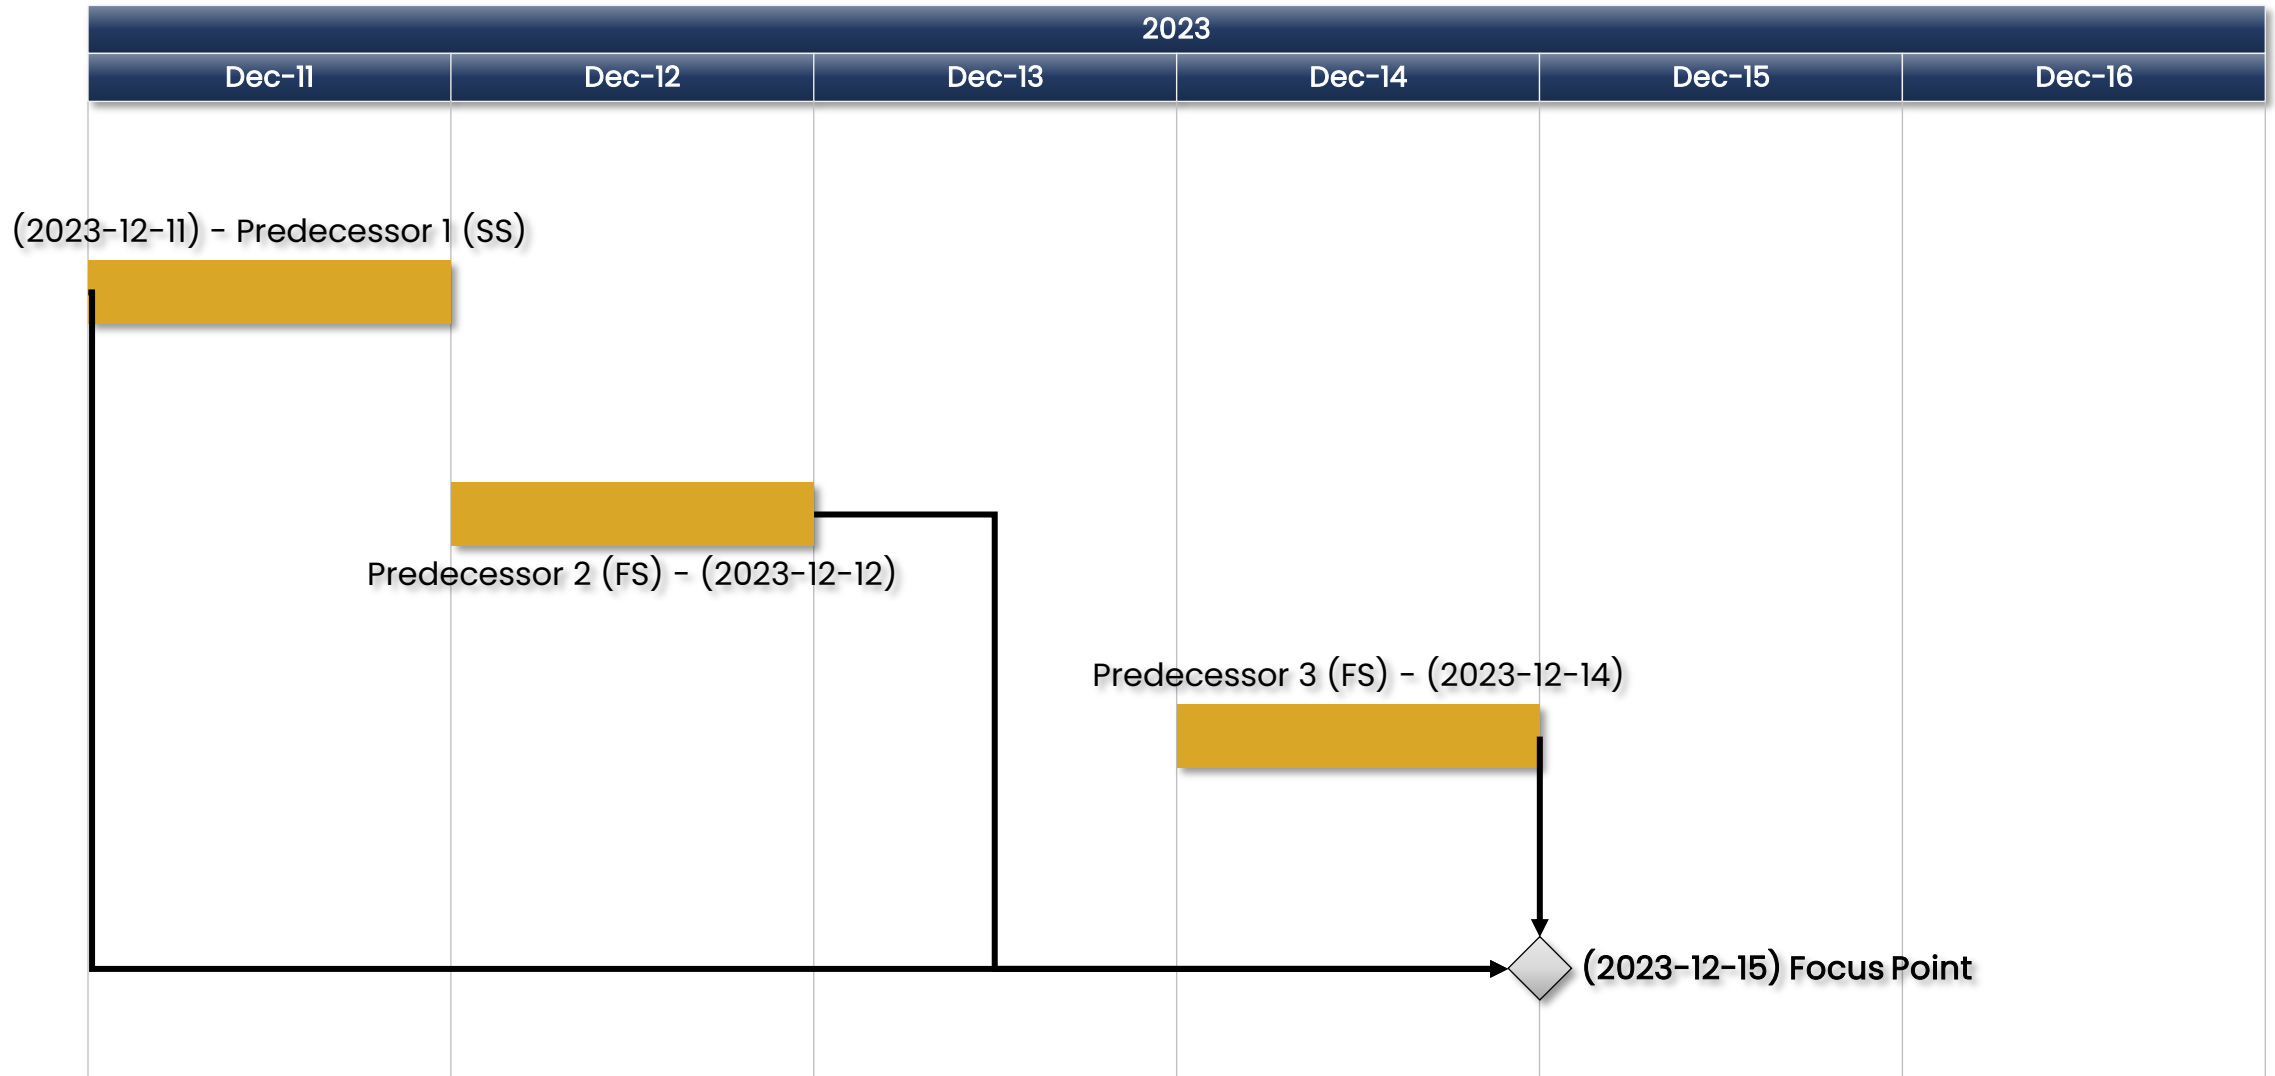 2023
Dec-11 Dec-12 Dec-13 Dec-14 Dec-15 Dec-16
(2023-12-11) - Predecessor 1 (SS)
Predecessor 2 (FS) - (2023-12-12)
Predecessor 3 (FS) - (2023-12-14)
(2023-12-15) Focus Point